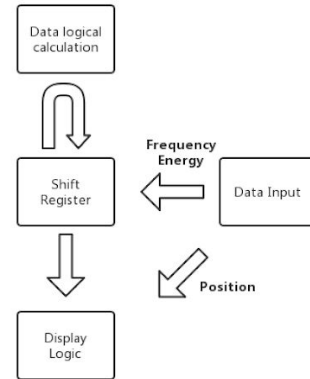 Data logical
calculation
Frequency
Energy
Shift
Register
Data Input
Position
Display
Logic